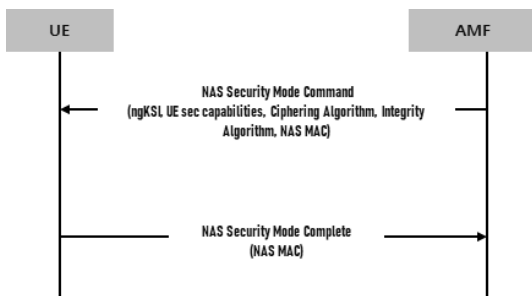 UE
AMF
NAS Security Mode Command
(ngKSI, UE sec capabilities, Ciphering Algorithm, Integrity
Algorithm, NAS MAC)
NAS Security Mode Complete
(NAS MAC)